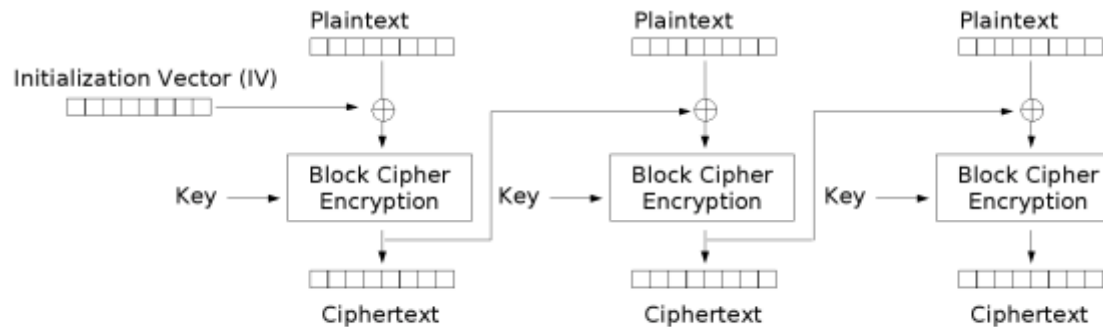 Plaintext
Plaintext
Plaintext
Initialization Vector (IV)
Key
Block Cipher
Encryption
Key
Block Cipher
Encryption
Key
Block Cipher
Encryption
Ciphertext
Ciphertext
Ciphertext